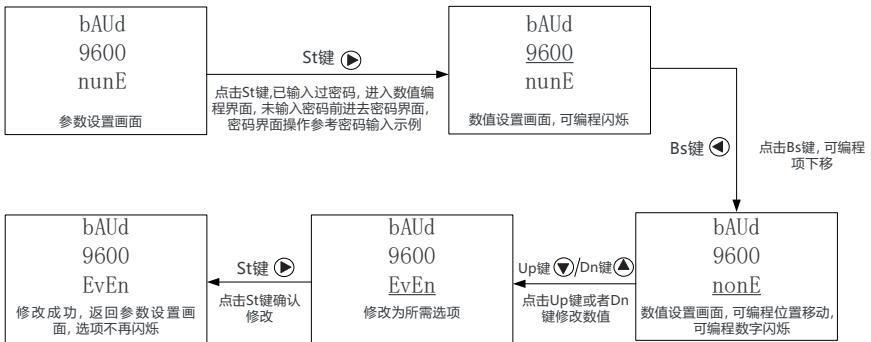 bAUd
9600
nunE
参数设置画面
St键
点击St键,已输入过密码, 进入数值编
程界面, 未输入密码前进去密码界面,
密码界面操作参考密码输入示例
bAUd
9600
nunE
数值设置画面, 可编程闪烁
Bs键
点击Bs键, 可编程
项下移
bAUd
9600
nonE
数值设置画面, 可编程位置移动,
可编程数字闪烁
Up键/Dn键
点击Up键或者Dn
键修改数值
bAUd
9600
EvEn
修改为所需选项
St键
点击St键确认
修改
bAUd
9600
EvEn
修改成功, 返回参数设置画
面, 选项不再闪烁